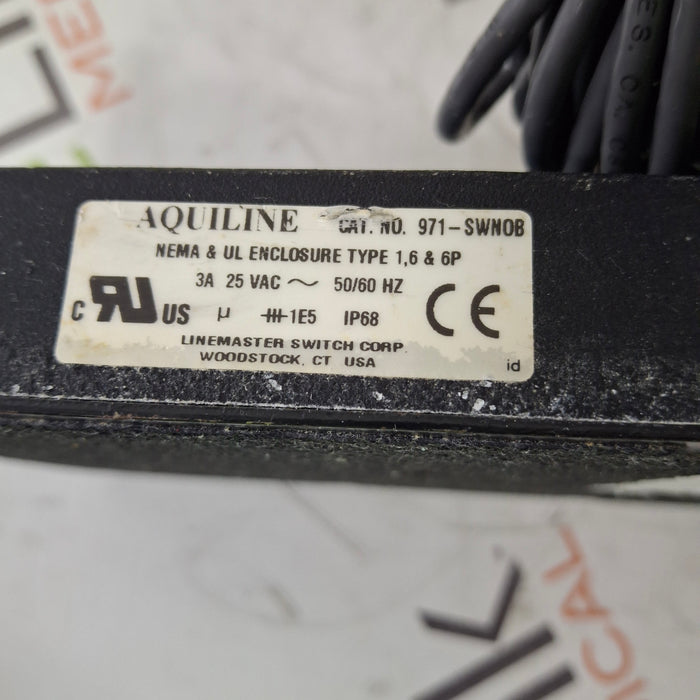 AQUILINE CAT. NO. 971-SWNOB
NEMA & UL ENCLOSURE TYPE 1,6 & 6P
3A 25 VAC ~ 50/60 HZ
C RU US µ 1E5 IP68 CE
LINEMASTER SWITCH CORP.
WOODSTOCK, CT USA
id